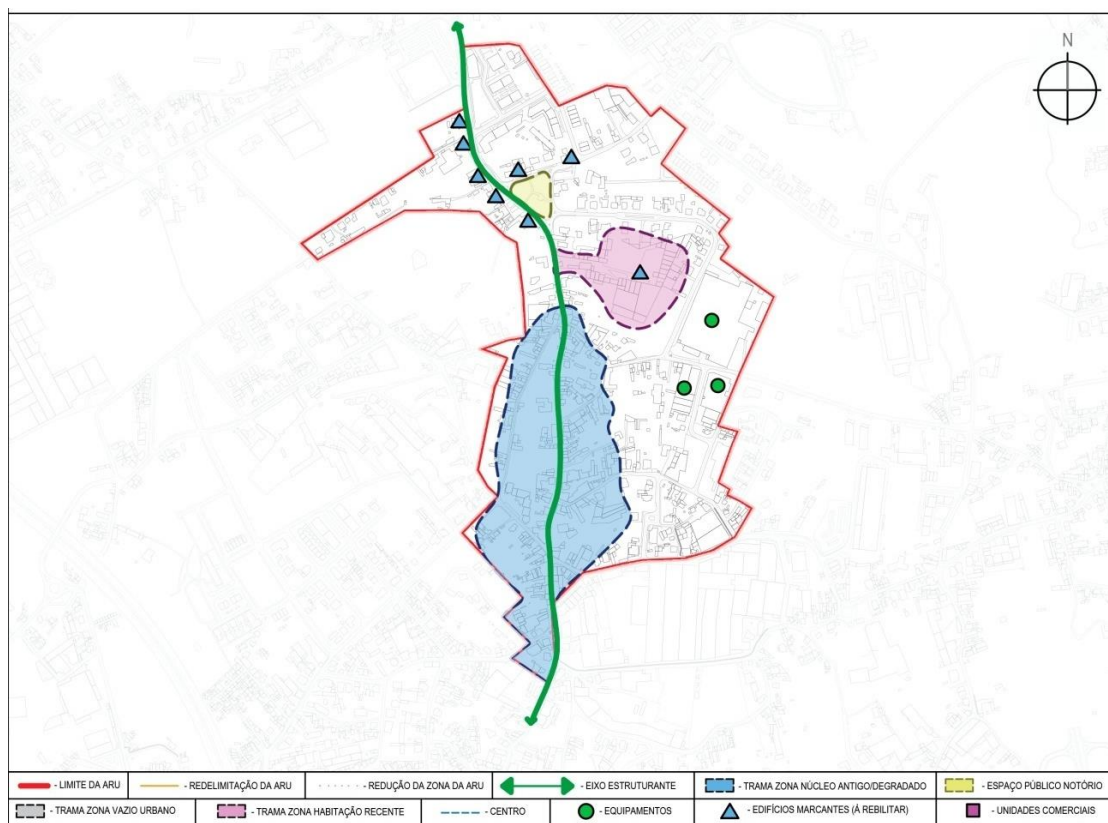 N
- LIMITE DA ARU
- REDELIMITAÇÃO DA ARU
- REDUÇÃO DA ZONA DA ARU
- EIXO ESTRUTURANTE
- TRAMA ZONA NÚCLEO ANTIGO/DEGRADADO
- ESPAÇO PÚBLICO NOTÓRIO
- TRAMA ZONA VAZIO URBANO
- TRAMA ZONA HABITAÇÃO RECENTE
- CENTRO
- EQUIPAMENTOS
- EDIFÍCIOS MARCANTES (Á REBILITAR)
- UNIDADES COMERCIAIS